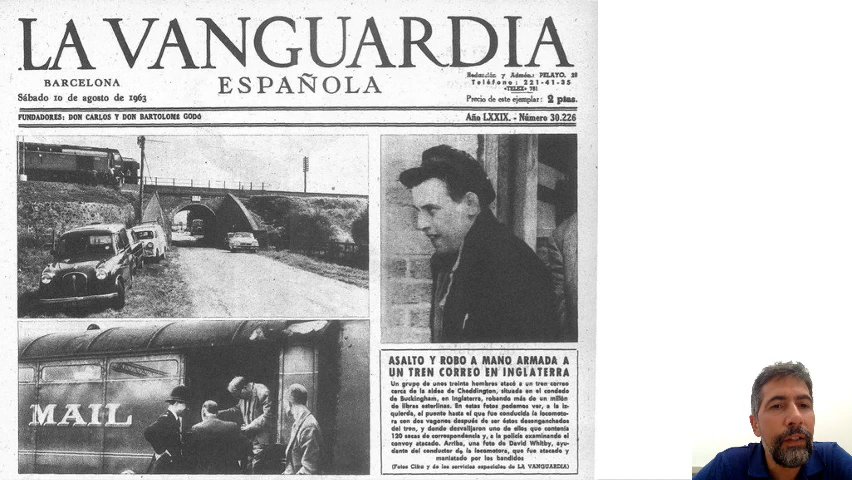 LA VANGUARDIA
BARCELONA
ESPAÑOLA
Redacción y Admón: PELAYO, 28
Teléfono: 221-41-35
«TELEX» 781
Sábado 10 de agosto de 1963
Precio de este ejemplar: 2 ptas.
FUNDADORES: DON CARLOS Y DON BARTOLOMÉ GODÓ
Año LXXIX. - Número 30.226
MAIL
ASALTO Y ROBO A MANO ARMADA A
UN TREN CORREO EN INGLATERRA
Un grupo de unos treinta hombres atacó a un tren correo
cerca de la aldea de Cheddington, situada en el condado
de Buckingham, en Inglaterra, robando más de un millón
de libras esterlinas. En estas fotos podemos ver, a la iz-
quierda, el puente hasta el que fue conducida la locomoto-
ra con dos vagones después de ser éstos desenganchados
del tren, y donde desvalijaron uno de ellos que contenía
120 sacas de correspondencia y, a la policía examinando el
convoy atacado. Arriba, una foto de David Whitby, ayu-
dante del conductor de la locomotora, que fue atacado y
maniatado por los bandidos
(Fotos Cifra y de los servicios especiales de LA VANGUARDIA)